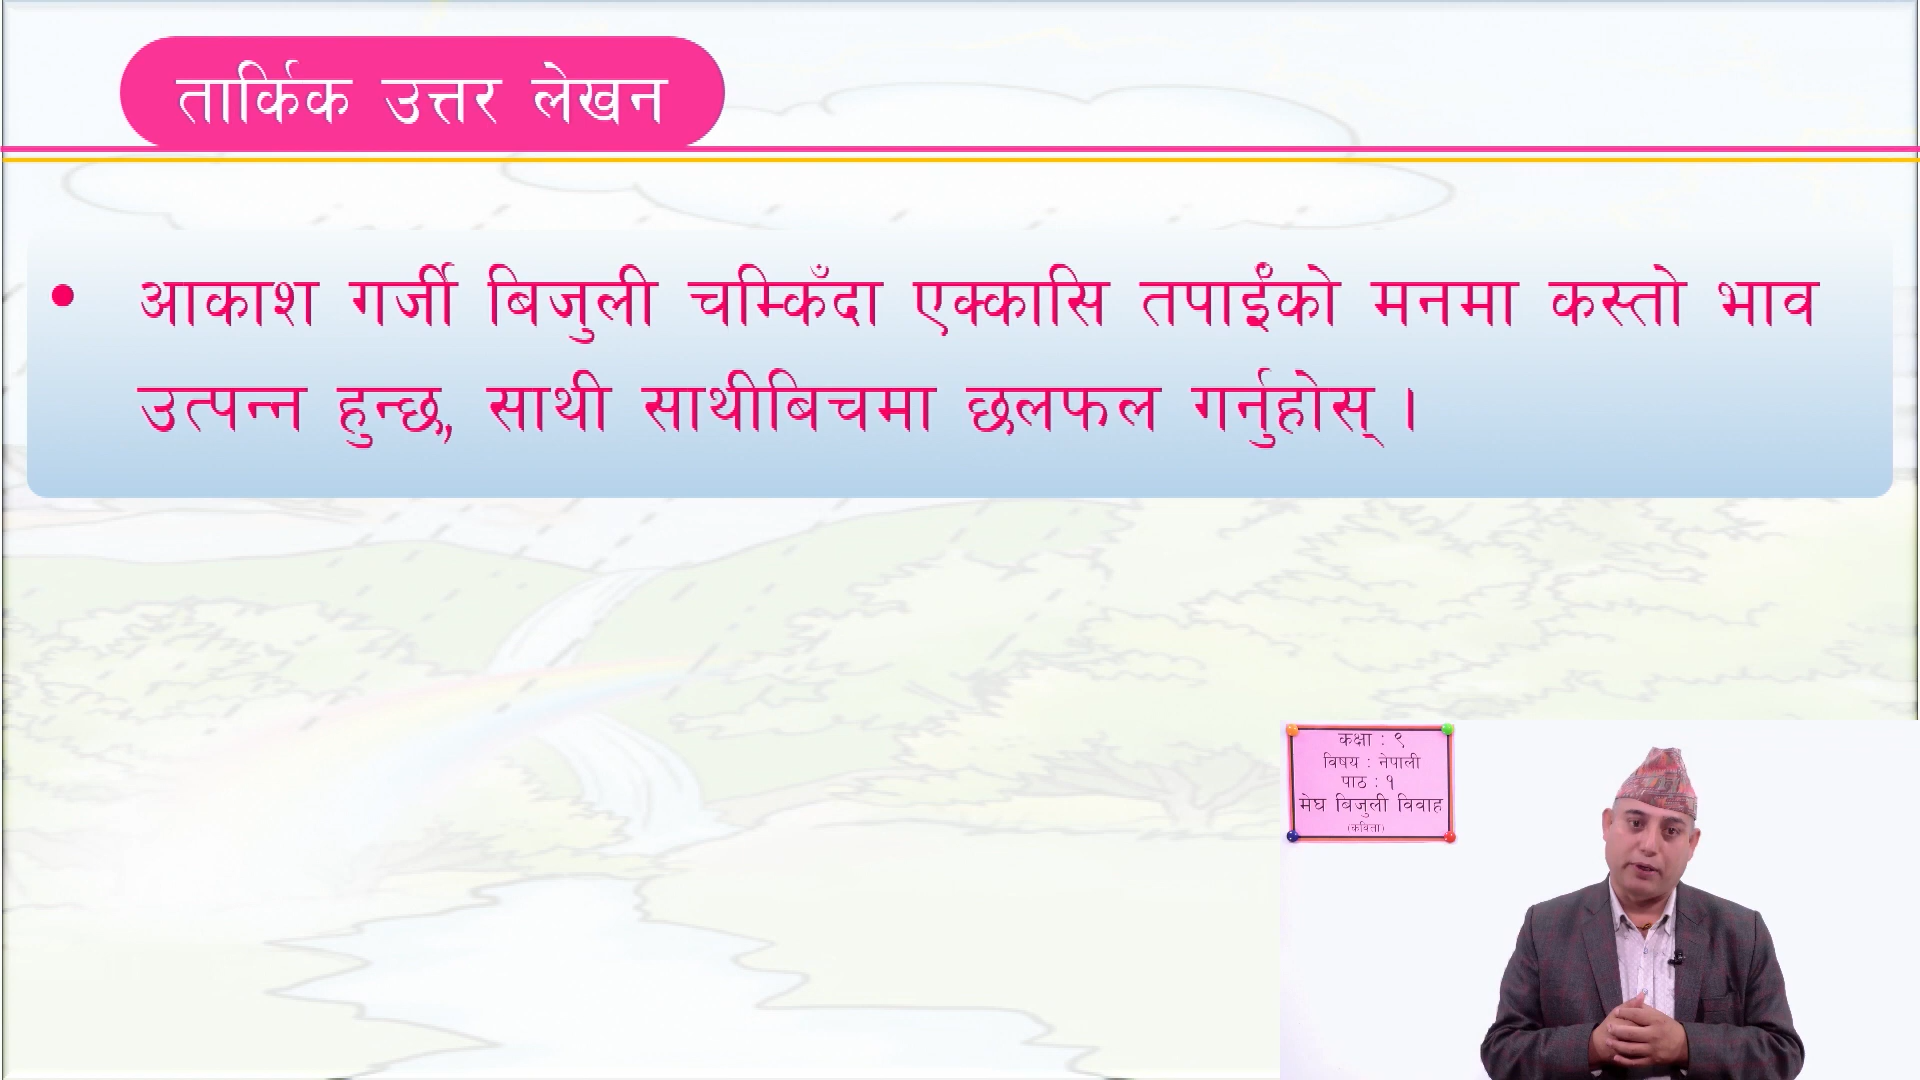 तार्किक उत्तर लेखन
• आकाश गर्जी बिजुली चम्किँदा एक्कासि तपाईंको मनमा कस्तो भाव
उत्पन्न हुन्छ, साथी साथीबिचमा छलफल गर्नुहोस् ।
कक्षा : ९
विषय : नेपाली
पाठ : १
मेघ बिजुली विवाह
(कविता)